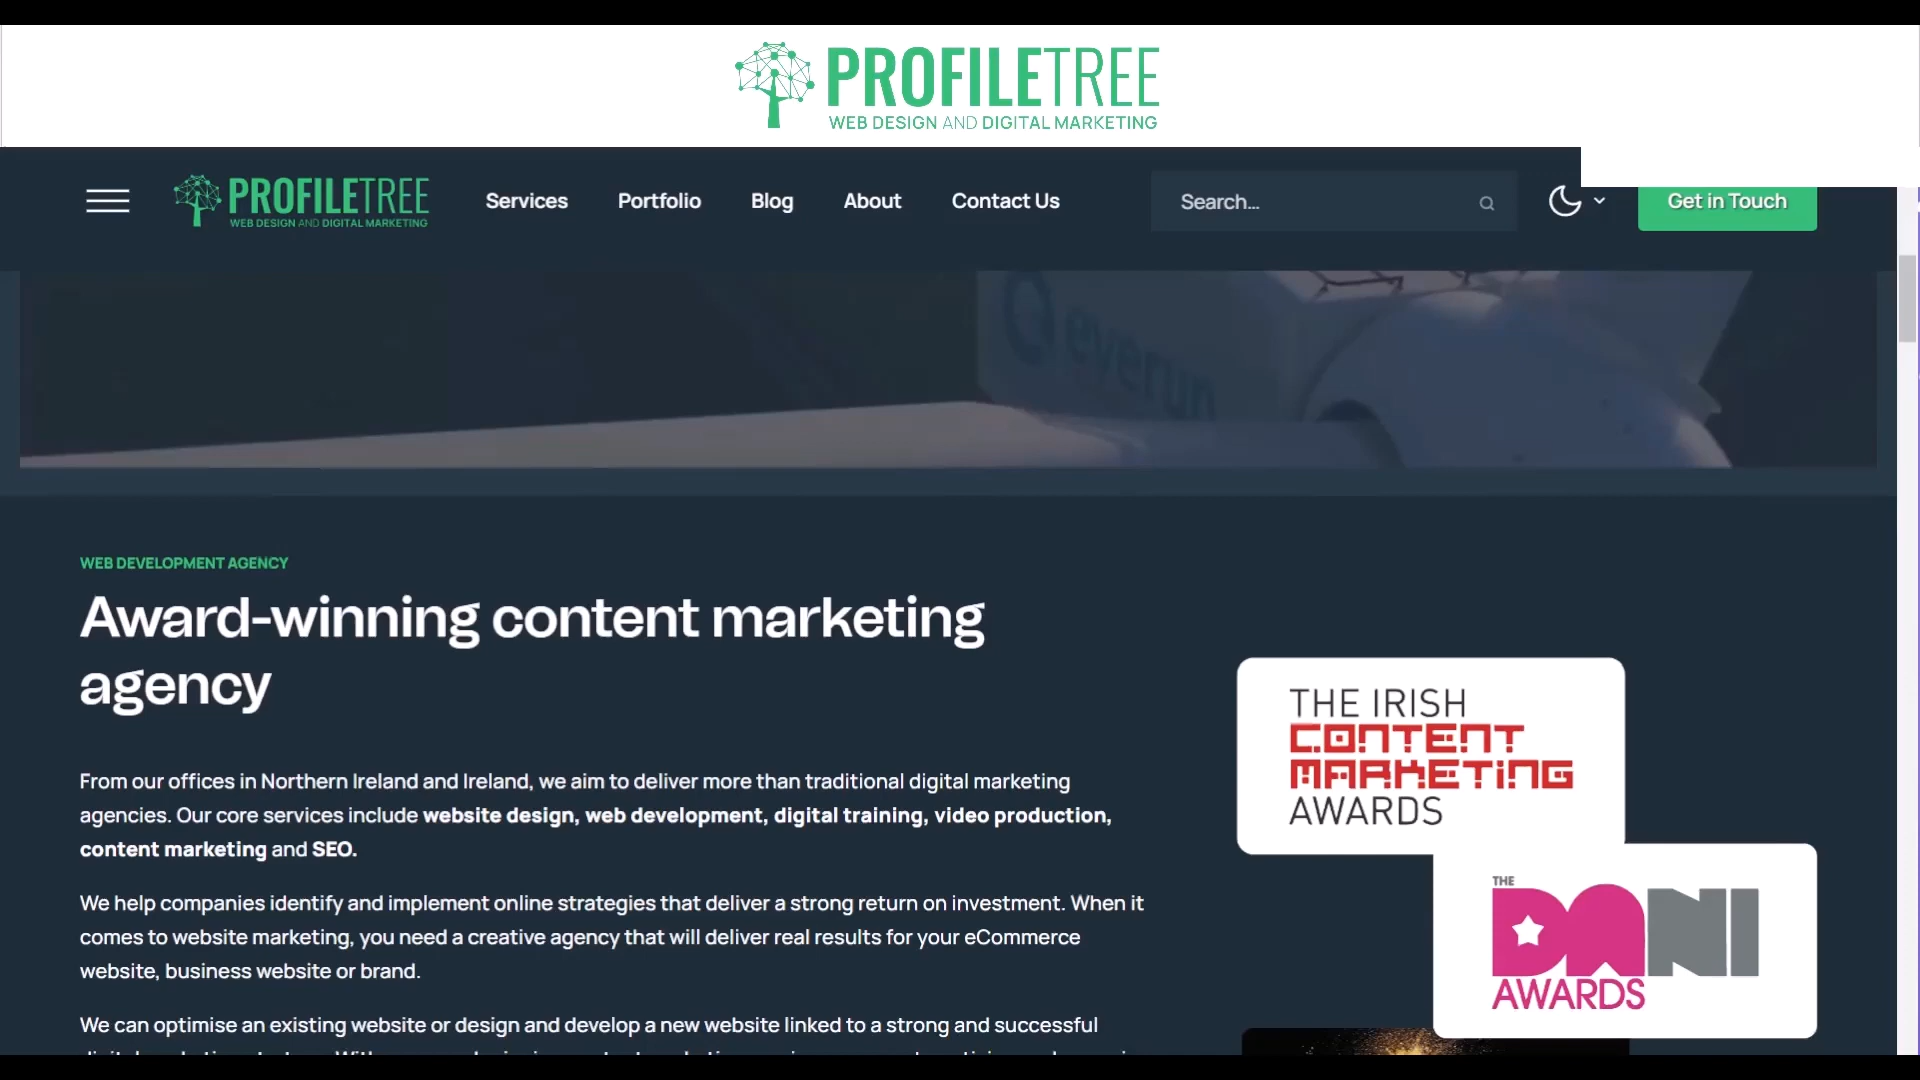 PROFILETREE
WEB DESIGN AND DIGITAL MARKETING
PROFILETREE
WEB DESIGN AND DIGITAL MARKETING
Services
Portfolio
Blog
About
Contact Us
Search...
Get in Touch
everun
WEB DEVELOPMENT AGENCY
Award-winning content marketing
agency
From our offices in Northern Ireland and Ireland, we aim to deliver more than traditional digital marketing
agencies. Our core services include website design, web development, digital training, video production,
content marketing and SEO.
We help companies identify and implement online strategies that deliver a strong return on investment. When it
comes to website marketing, you need a creative agency that will deliver real results for your eCommerce
website, business website or brand.
We can optimise an existing website or design and develop a new website linked to a strong and successful
THE IRISH
CONTENT
MARKETING
AWARDS
THE
DANI
AWARDS